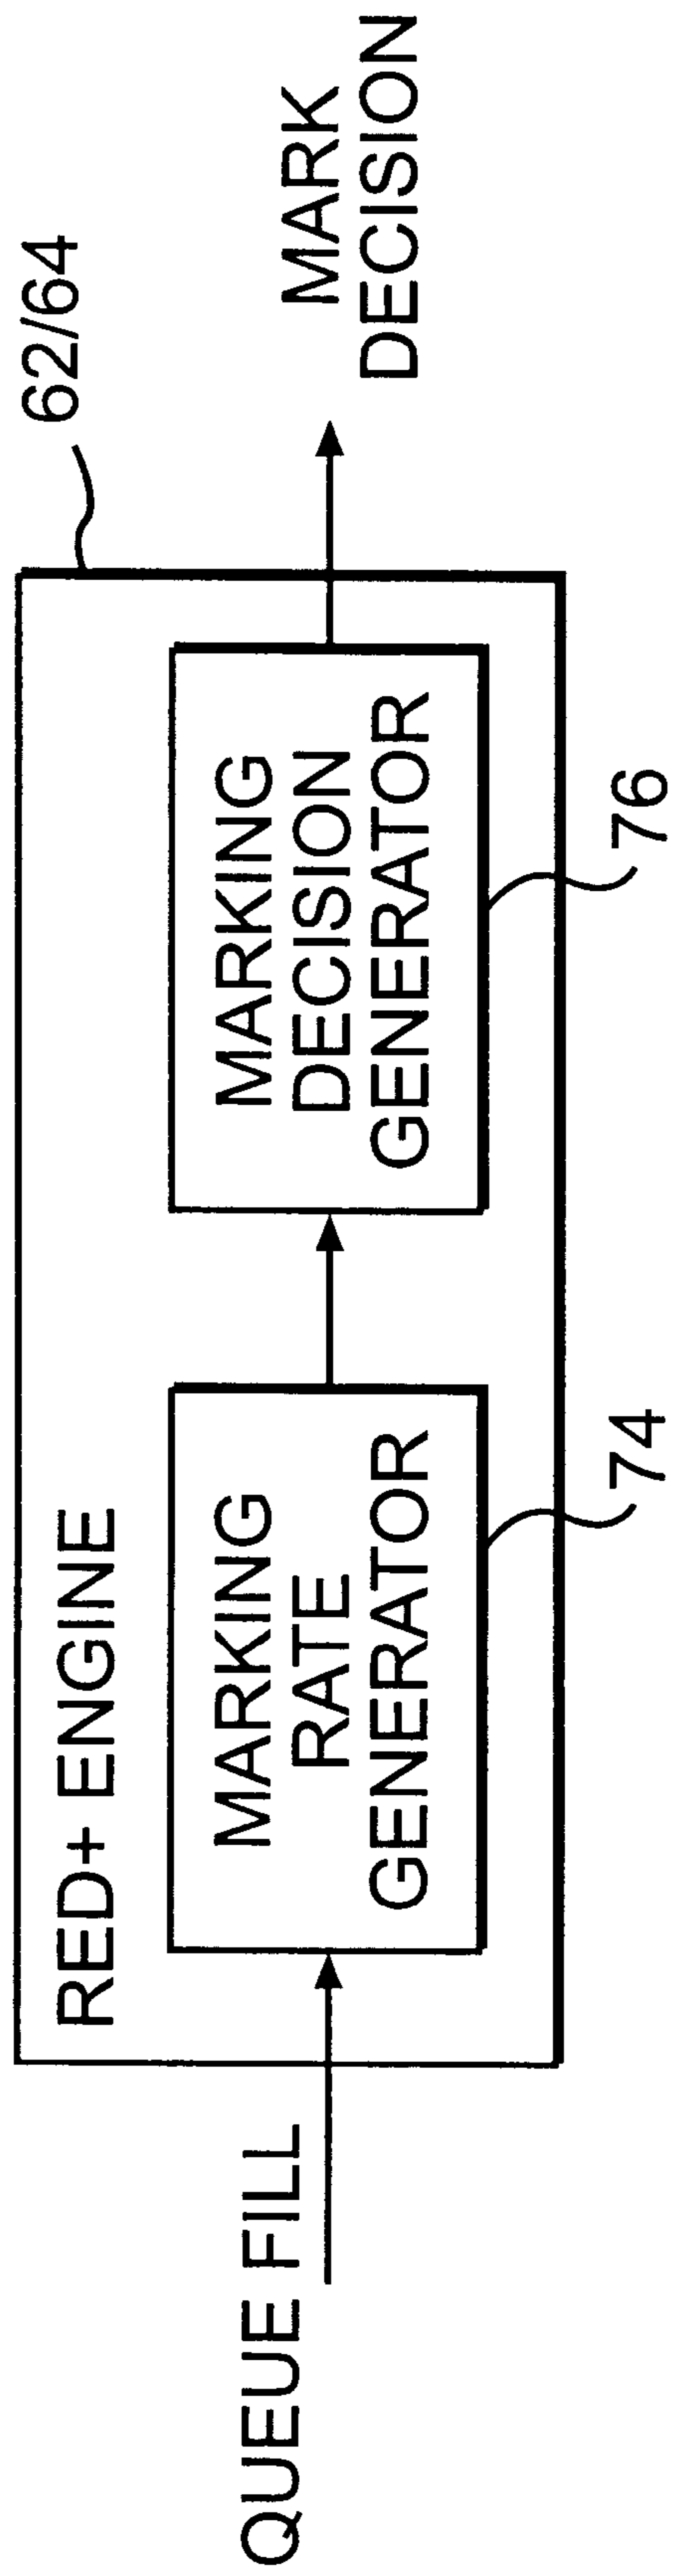 RED+ ENGINE
62/64
QUEUE FILL
MARKING
RATE
GENERATOR
74
MARKING
DECISION
GENERATOR
76
MARK
DECISION